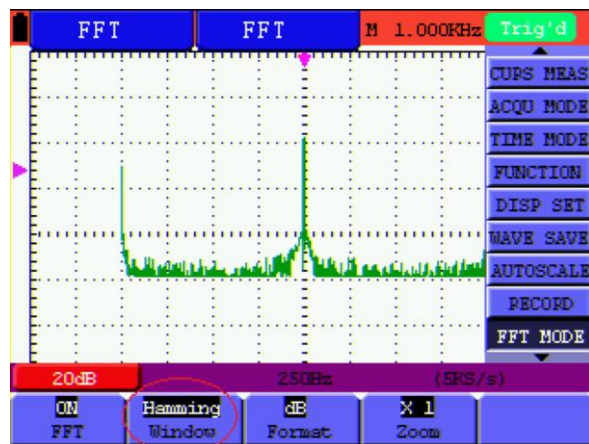 FFT FFT M 1.000KHz Trig'd
CURS MEAS
ACQU MODE
TIME MODE
FUNCTION
DISP SET
WAVE SAVE
AUTOSCALE
RECORD
FFT MODE
20dB 250Hz (5KS/s)
ON Hamming dB X 1
FFT Window Format Zoom